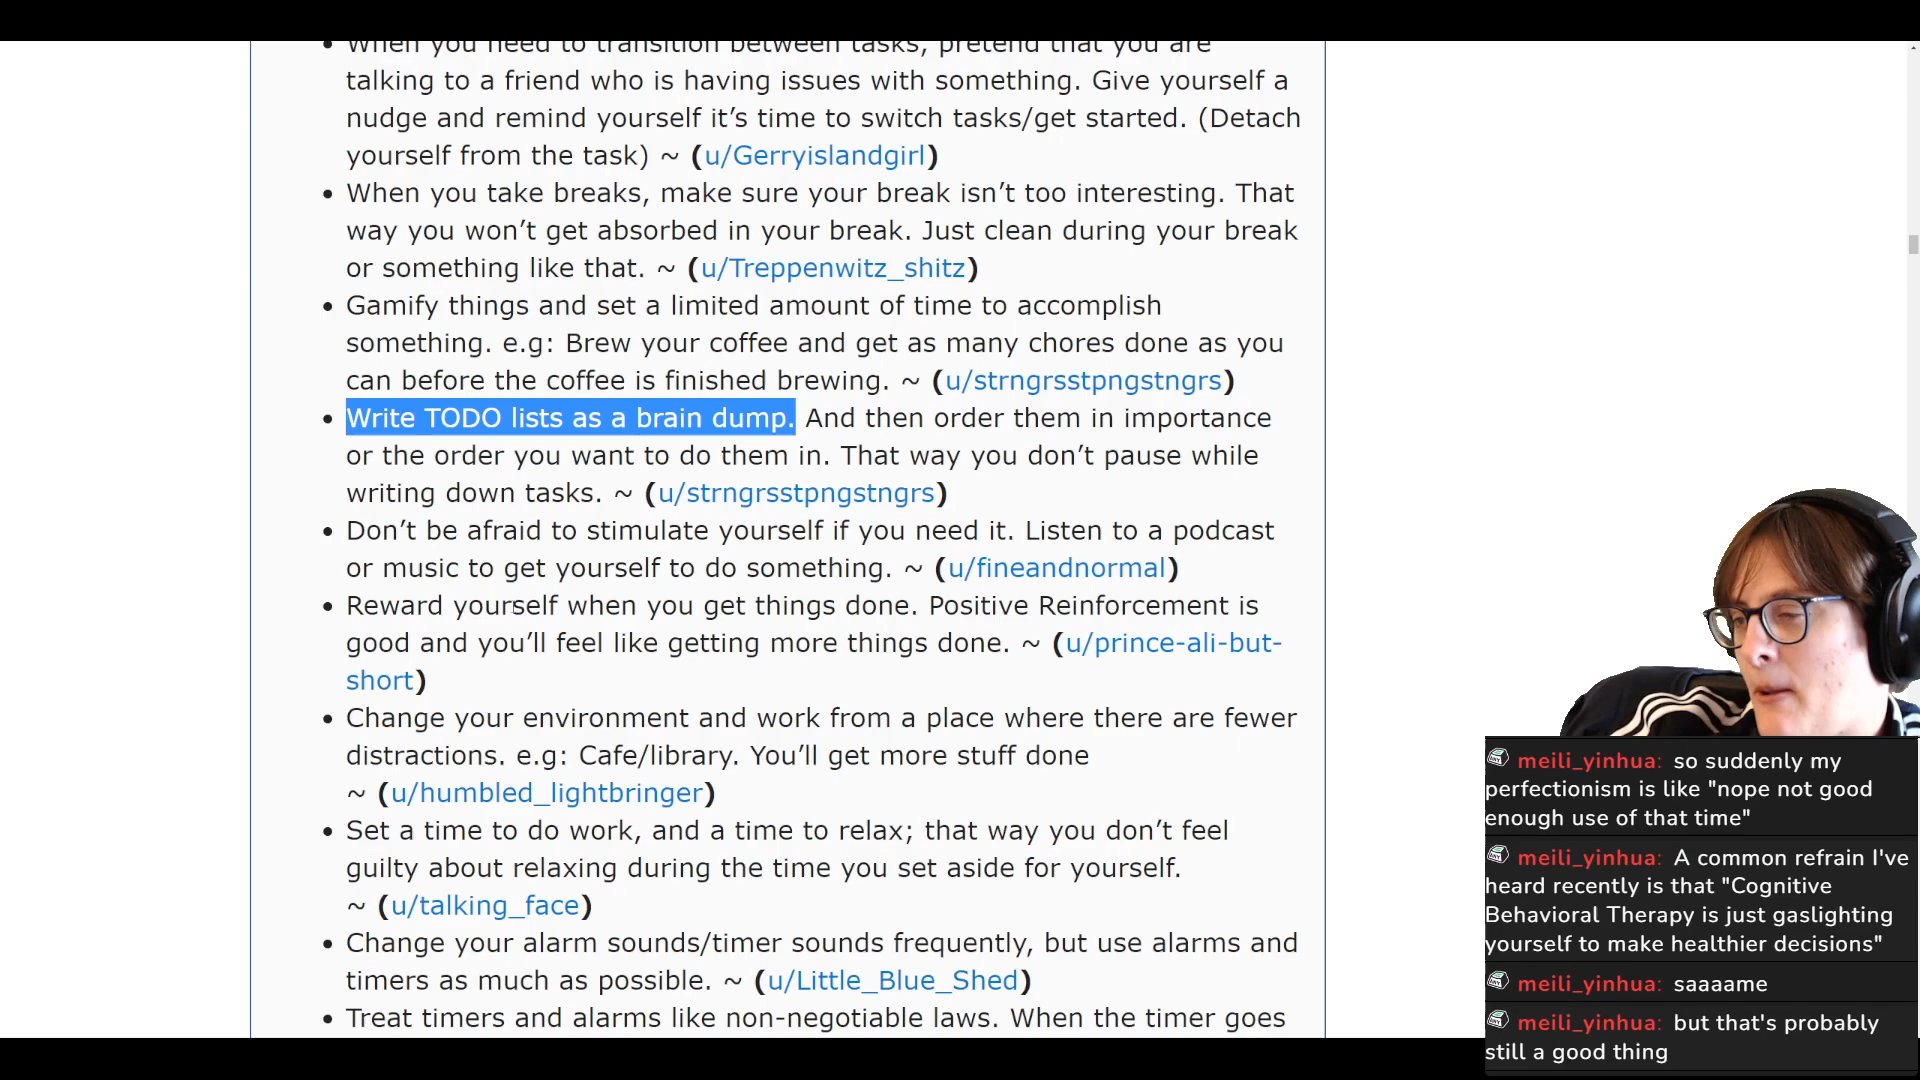 When you need to transition between tasks, pretend that you are
talking to a friend who is having issues with something. Give yourself a
nudge and remind yourself it’s time to switch tasks/get started. (Detach
yourself from the task) ~ (u/Gerryislandgirl)
When you take breaks, make sure your break isn’t too interesting. That
way you won’t get absorbed in your break. Just clean during your break
or something like that. ~ (u/Treppenwitz_shitz)
Gamify things and set a limited amount of time to accomplish
something. e.g: Brew your coffee and get as many chores done as you
can before the coffee is finished brewing. ~ (u/strngrsstpngstngrs)
Write TODO lists as a brain dump. And then order them in importance
or the order you want to do them in. That way you don’t pause while
writing down tasks. ~ (u/strngrsstpngstngrs)
Don’t be afraid to stimulate yourself if you need it. Listen to a podcast
or music to get yourself to do something. ~ (u/fineandnormal)
Reward yourself when you get things done. Positive Reinforcement is
good and you’ll feel like getting more things done. ~ (u/prince-ali-but-
short)
Change your environment and work from a place where there are fewer
distractions. e.g: Cafe/library. You’ll get more stuff done
~ (u/humbled_lightbringer)
Set a time to do work, and a time to relax; that way you don’t feel
guilty about relaxing during the time you set aside for yourself.
~ (u/talking_face)
Change your alarm sounds/timer sounds frequently, but use alarms and
timers as much as possible. ~ (u/Little_Blue_Shed)
Treat timers and alarms like non-negotiable laws. When the timer goes
meili_yinhua: so suddenly my
perfectionism is like "nope not good
enough use of that time"
meili_yinhua: A common refrain I've
heard recently is that "Cognitive
Behavioral Therapy is just gaslighting
yourself to make healthier decisions"
meili_yinhua: saaaame
meili_yinhua: but that's probably
still a good thing